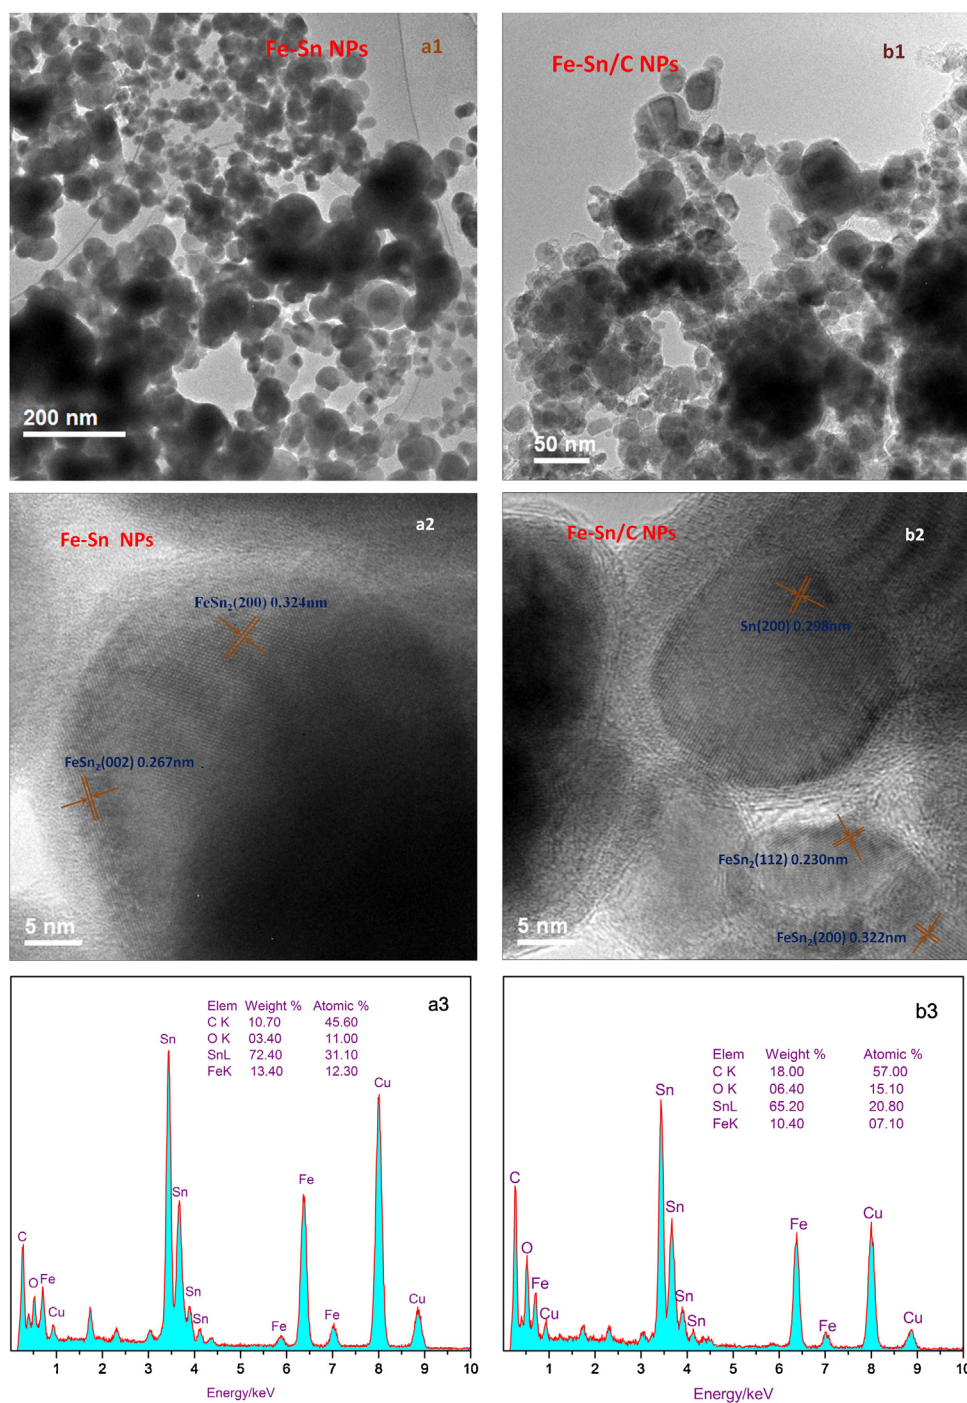 Fe-Sn NPs
a1
200 nm
Fe-Sn/C NPs
b1
50 nm
Fe-Sn NPs
a2
FeSn₂(200) 0.324nm
FeSn₂(002) 0.267nm
5 nm
Fe-Sn/C NPs
b2
Sn(200) 0.298nm
FeSn₂(112) 0.230nm
FeSn₂(200) 0.322nm
5 nm
a3
Elem Weight % Atomic %
C K 10.70 45.60
O K 03.40 11.00
SnL 72.40 31.10
FeK 13.40 12.30
Sn
Cu
Sn
Fe
C
O
Fe
Cu
Sn
Sn
Fe
Fe
Cu
1 2 3 4 5 6 7 8 9 10
Energy/keV
b3
Elem Weight % Atomic %
C K 18.00 57.00
O K 06.40 15.10
SnL 65.20 20.80
FeK 10.40 07.10
Sn
C
Sn
Fe
Cu
O
Fe
Cu
Sn
Sn
Fe
Cu
1 2 3 4 5 6 7 8 9 10
Energy/keV